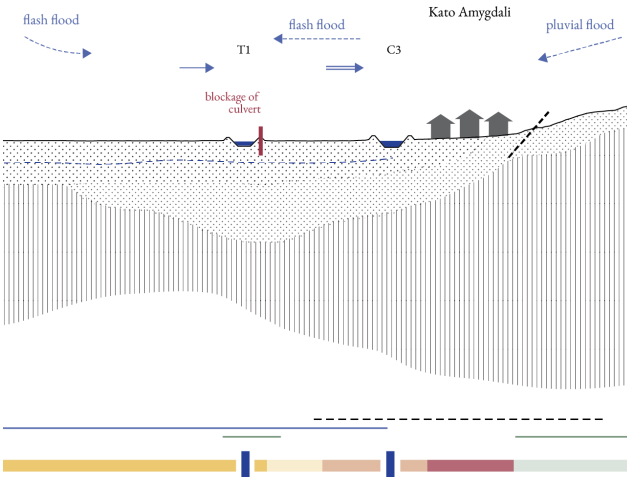 Kato Amygdali
flash flood
flash flood
pluvial flood
T1
C3
blockage of
culvert